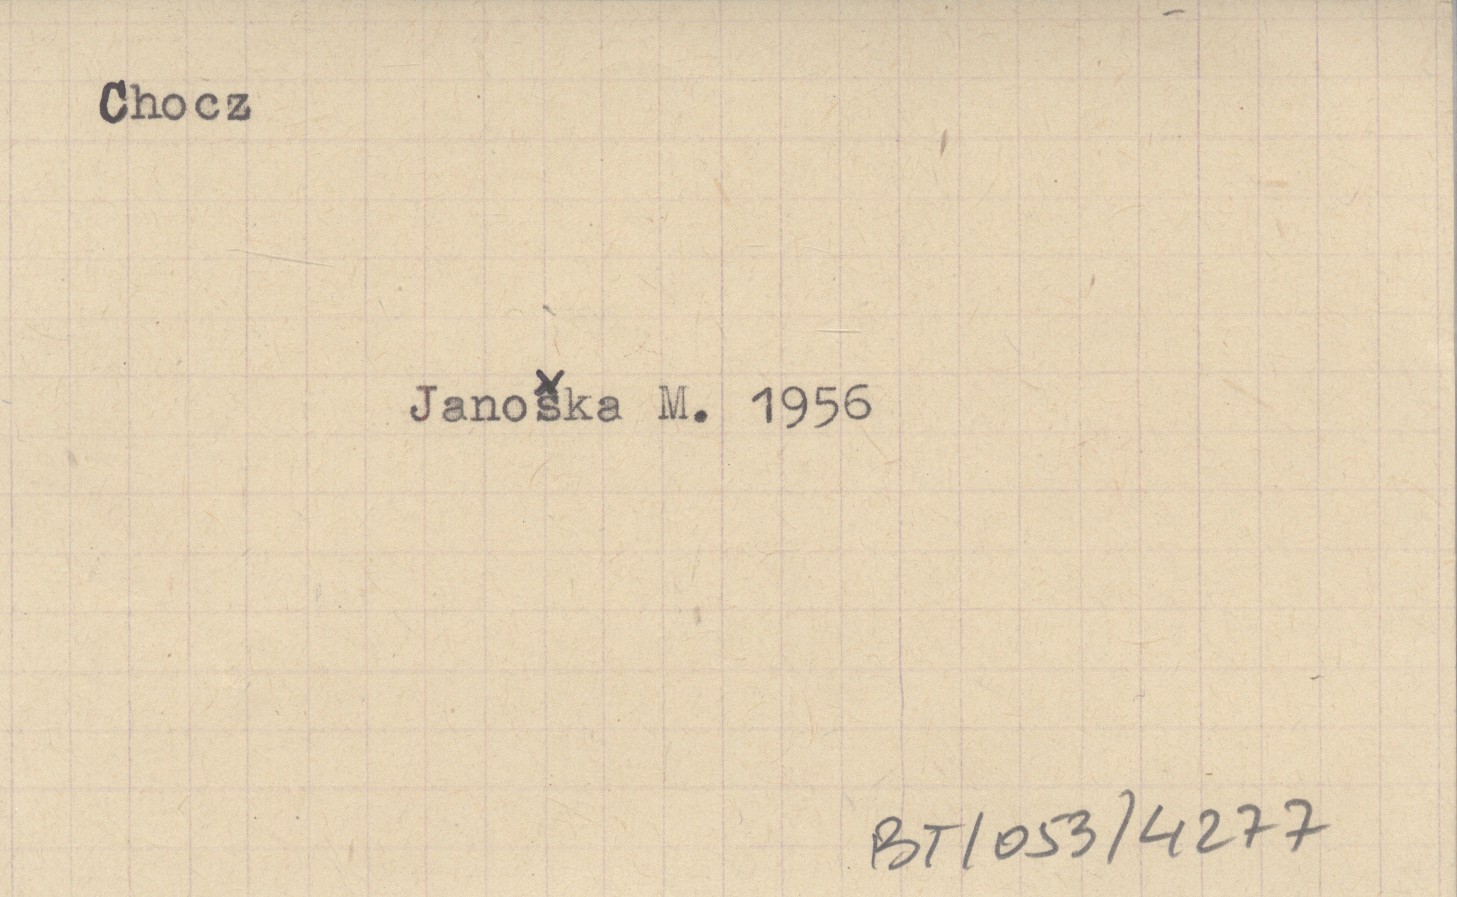 Chocz
Janoška M. 1956
BT/053/4277